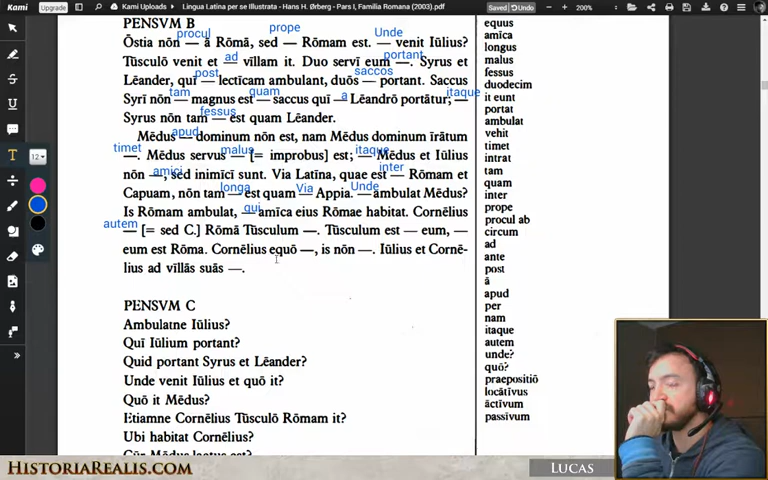 Kami
Upgrade
Kami Uploads > Lingua Latina per se Illustrata - Hans H. Ørberg - Pars I, Familia Romana (2003).pdf
Saved
Undo
200%
PENSVM B
procul prope
Ōstia nōn — ā Rōmā, sed — Rōmam est. — venit Iūlius?
Unde
ad portant
Tūsculō venit et — vīllam it. Duo servī eum —. Syrus et
post saccos
Lēander, quī — lectīcam ambulant, duōs — portant. Saccus
tam quam a itaque
Syrī nōn — magnus est — saccus quī — Lēandrō portātur; —
fessus
Syrus nōn tam — est quam Lēander.
apud
Mēdus — dominum nōn est, nam Mēdus dominum īrātum
timet malus itaque
—. Mēdus servus — [= improbus] est; — Mēdus et Iūlius
amici inter
nōn —, sed inimīcī sunt. Via Latīna, quae est — Rōmam et
longa Via Unde
Capuam, nōn tam — est quam — Appia. — ambulat Mēdus?
qui
Is Rōmam ambulat, — amīca eius Rōmae habitat. Cornēlius
autem
— [= sed C.] Rōmā Tūsculum —. Tūsculum est — eum, —
eum est Rōma. Cornēlius equō —, is nōn —. Iūlius et Cornē-
lius ad vīllās suās —.
PENSVM C
Ambulatne Iūlius?
Quī Iūlium portant?
Quid portant Syrus et Lēander?
Unde venit Iūlius et quō it?
Quō it Mēdus?
Etiamne Cornēlius Tūsculō Rōmam it?
Ubi habitat Cornēlius?
Cūr Mēdus laetus est?
equus
amīca
longus
malus
fessus
duodecim
it eunt
portat
ambulat
vehit
timet
intrat
tam
quam
inter
prope
procul ab
circum
ad
ante
post
ā
apud
per
nam
itaque
autem
unde?
quō?
praepositiō
locātīvus
āctīvum
passīvum
12
HISTORIAREALIS.COM
LUCAS